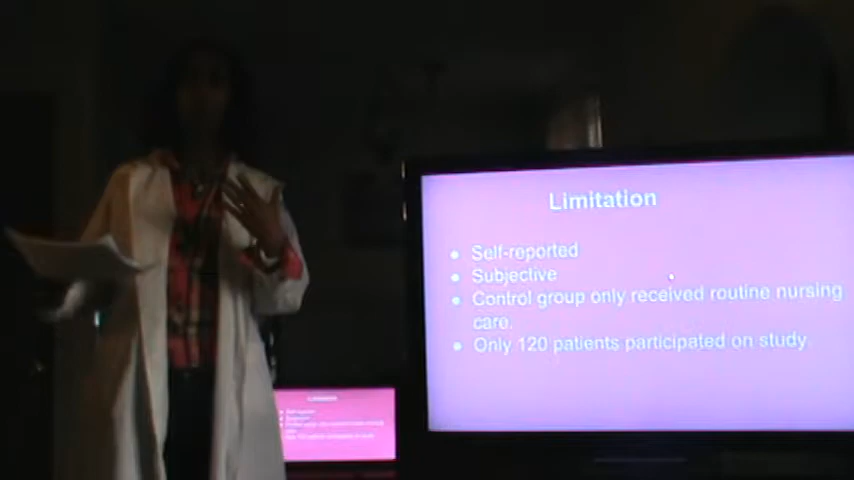 Limitation
Self-reported
Subjective
Control group only received routine nursing
care.
Only 120 patients participated on study.